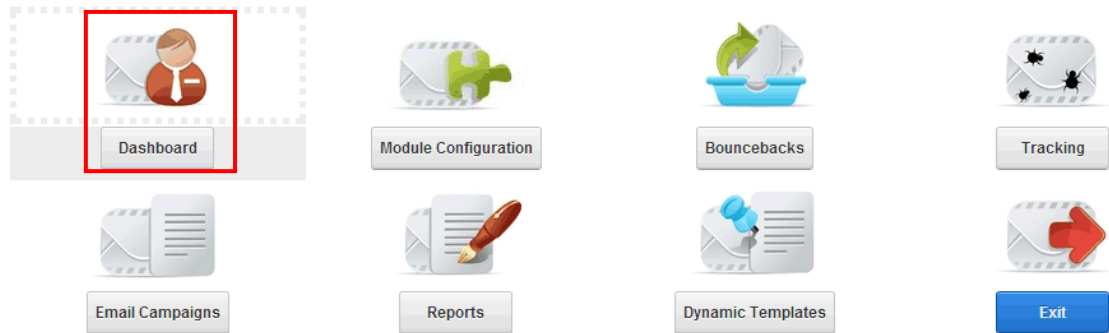 Dashboard
Module Configuration
Bouncebacks
Tracking
Email Campaigns
Reports
Dynamic Templates
Exit